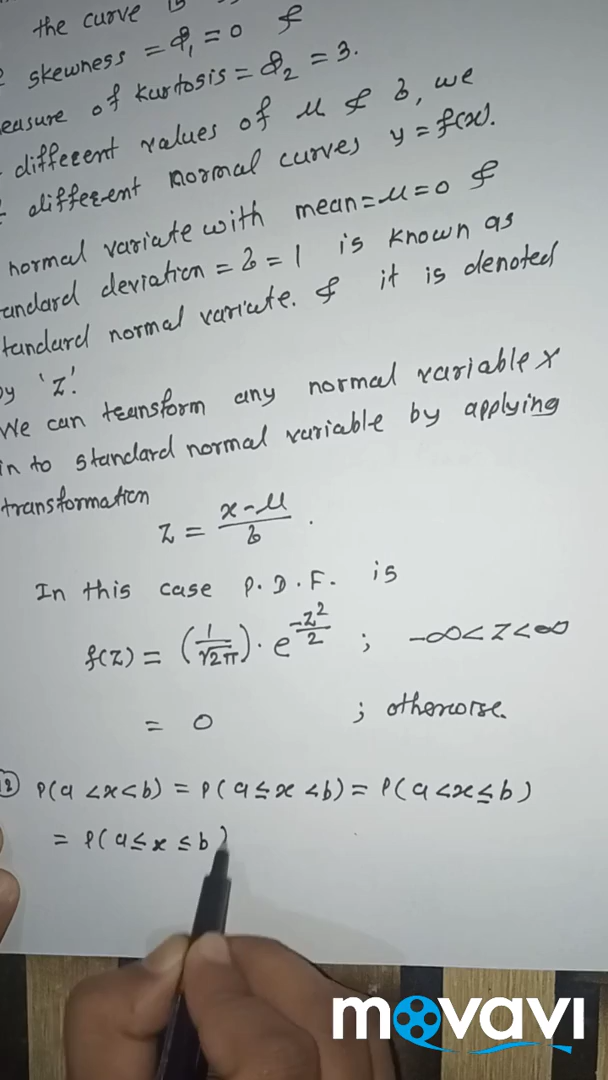 the curve is
skewness = β₁ = 0 &
easure of kurtosis = β₂ = 3.
different values of μ & σ, we
different normal curves y = f(x).
normal variate with mean = μ = 0 &
andard deviation = σ = 1 is known as
tandard normal variate. & it is denoted
by 'Z'.
We can transform any normal variable x
in to standard normal variable by applying
transformation
Z = (x - μ)/σ .
In this case P.D.F. is
f(z) = (1/√2π) · e^(-z²/2) ; -∞ < z < ∞
= 0 ; otherwise.
12 P(a < x < b) = P(a ≤ x < b) = P(a < x ≤ b)
= P(a ≤ x ≤ b)
movavi